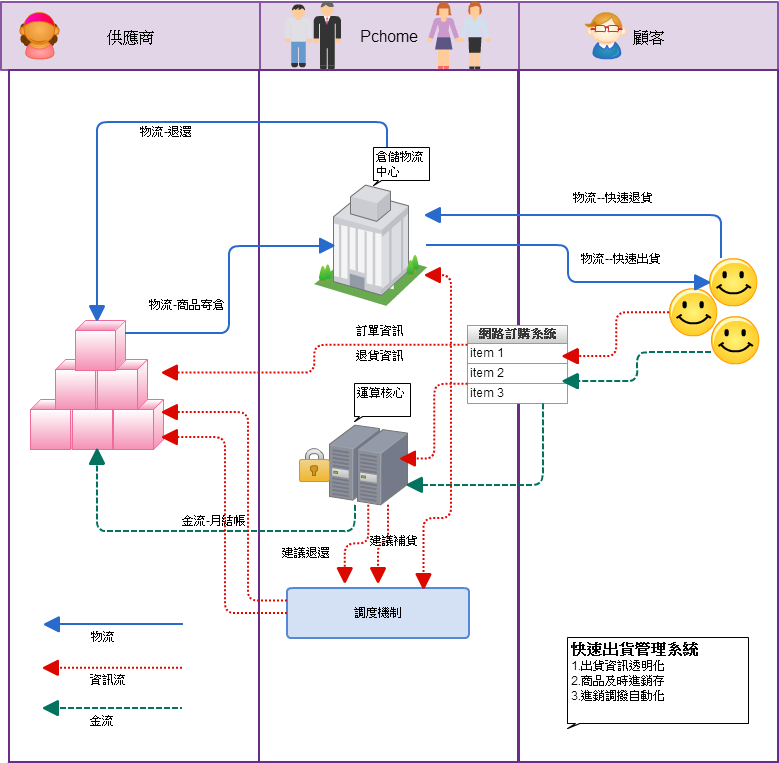 供應商
Pchome
顧客
物流-退還
倉儲物流
中心
物流--快速退貨
物流--快速出貨
物流-商品寄倉
訂單資訊
退貨資訊
網路訂購系統
item 1
item 2
item 3
運算核心
金流-月結帳
建議退還
建議補貨
調度機制
物流
資訊流
金流
快速出貨管理系統
1.出貨資訊透明化
2.商品及時進銷存
3.進銷調撥自動化